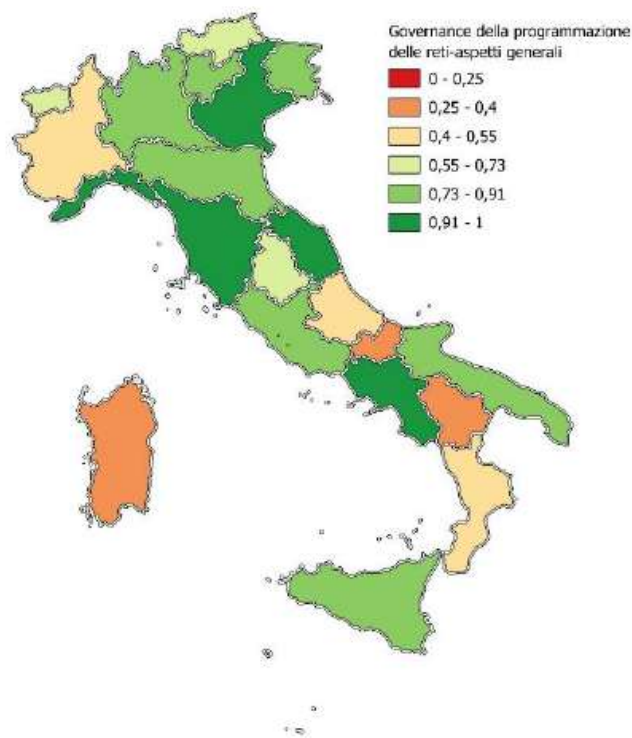 Governance della programmazione
delle reti-aspetti generali
0 - 0,25
0,25 - 0,4
0,4 - 0,55
0,55 - 0,73
0,73 - 0,91
0,91 - 1